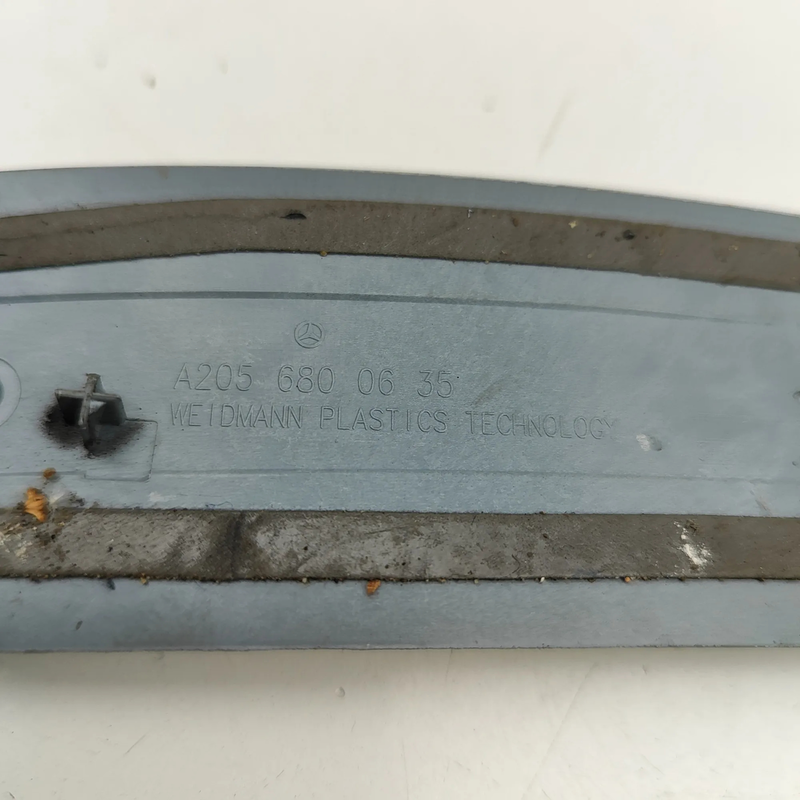 A205 680 06 35
WEIDMANN PLASTICS TECHNOLOGY